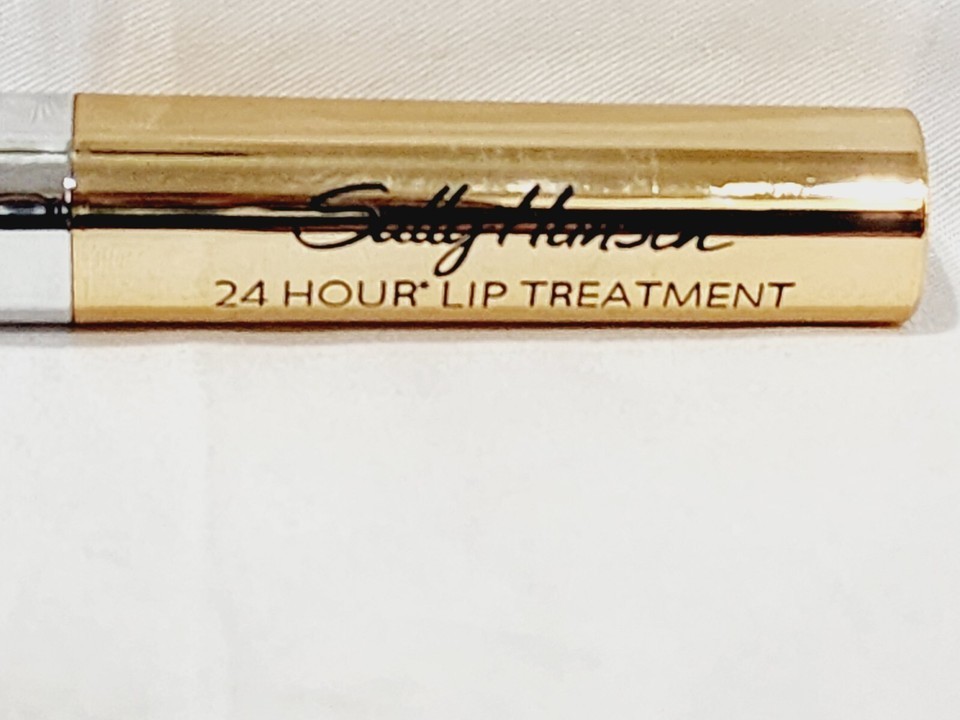 Sally Hansen
24 HOUR* LIP TREATMENT